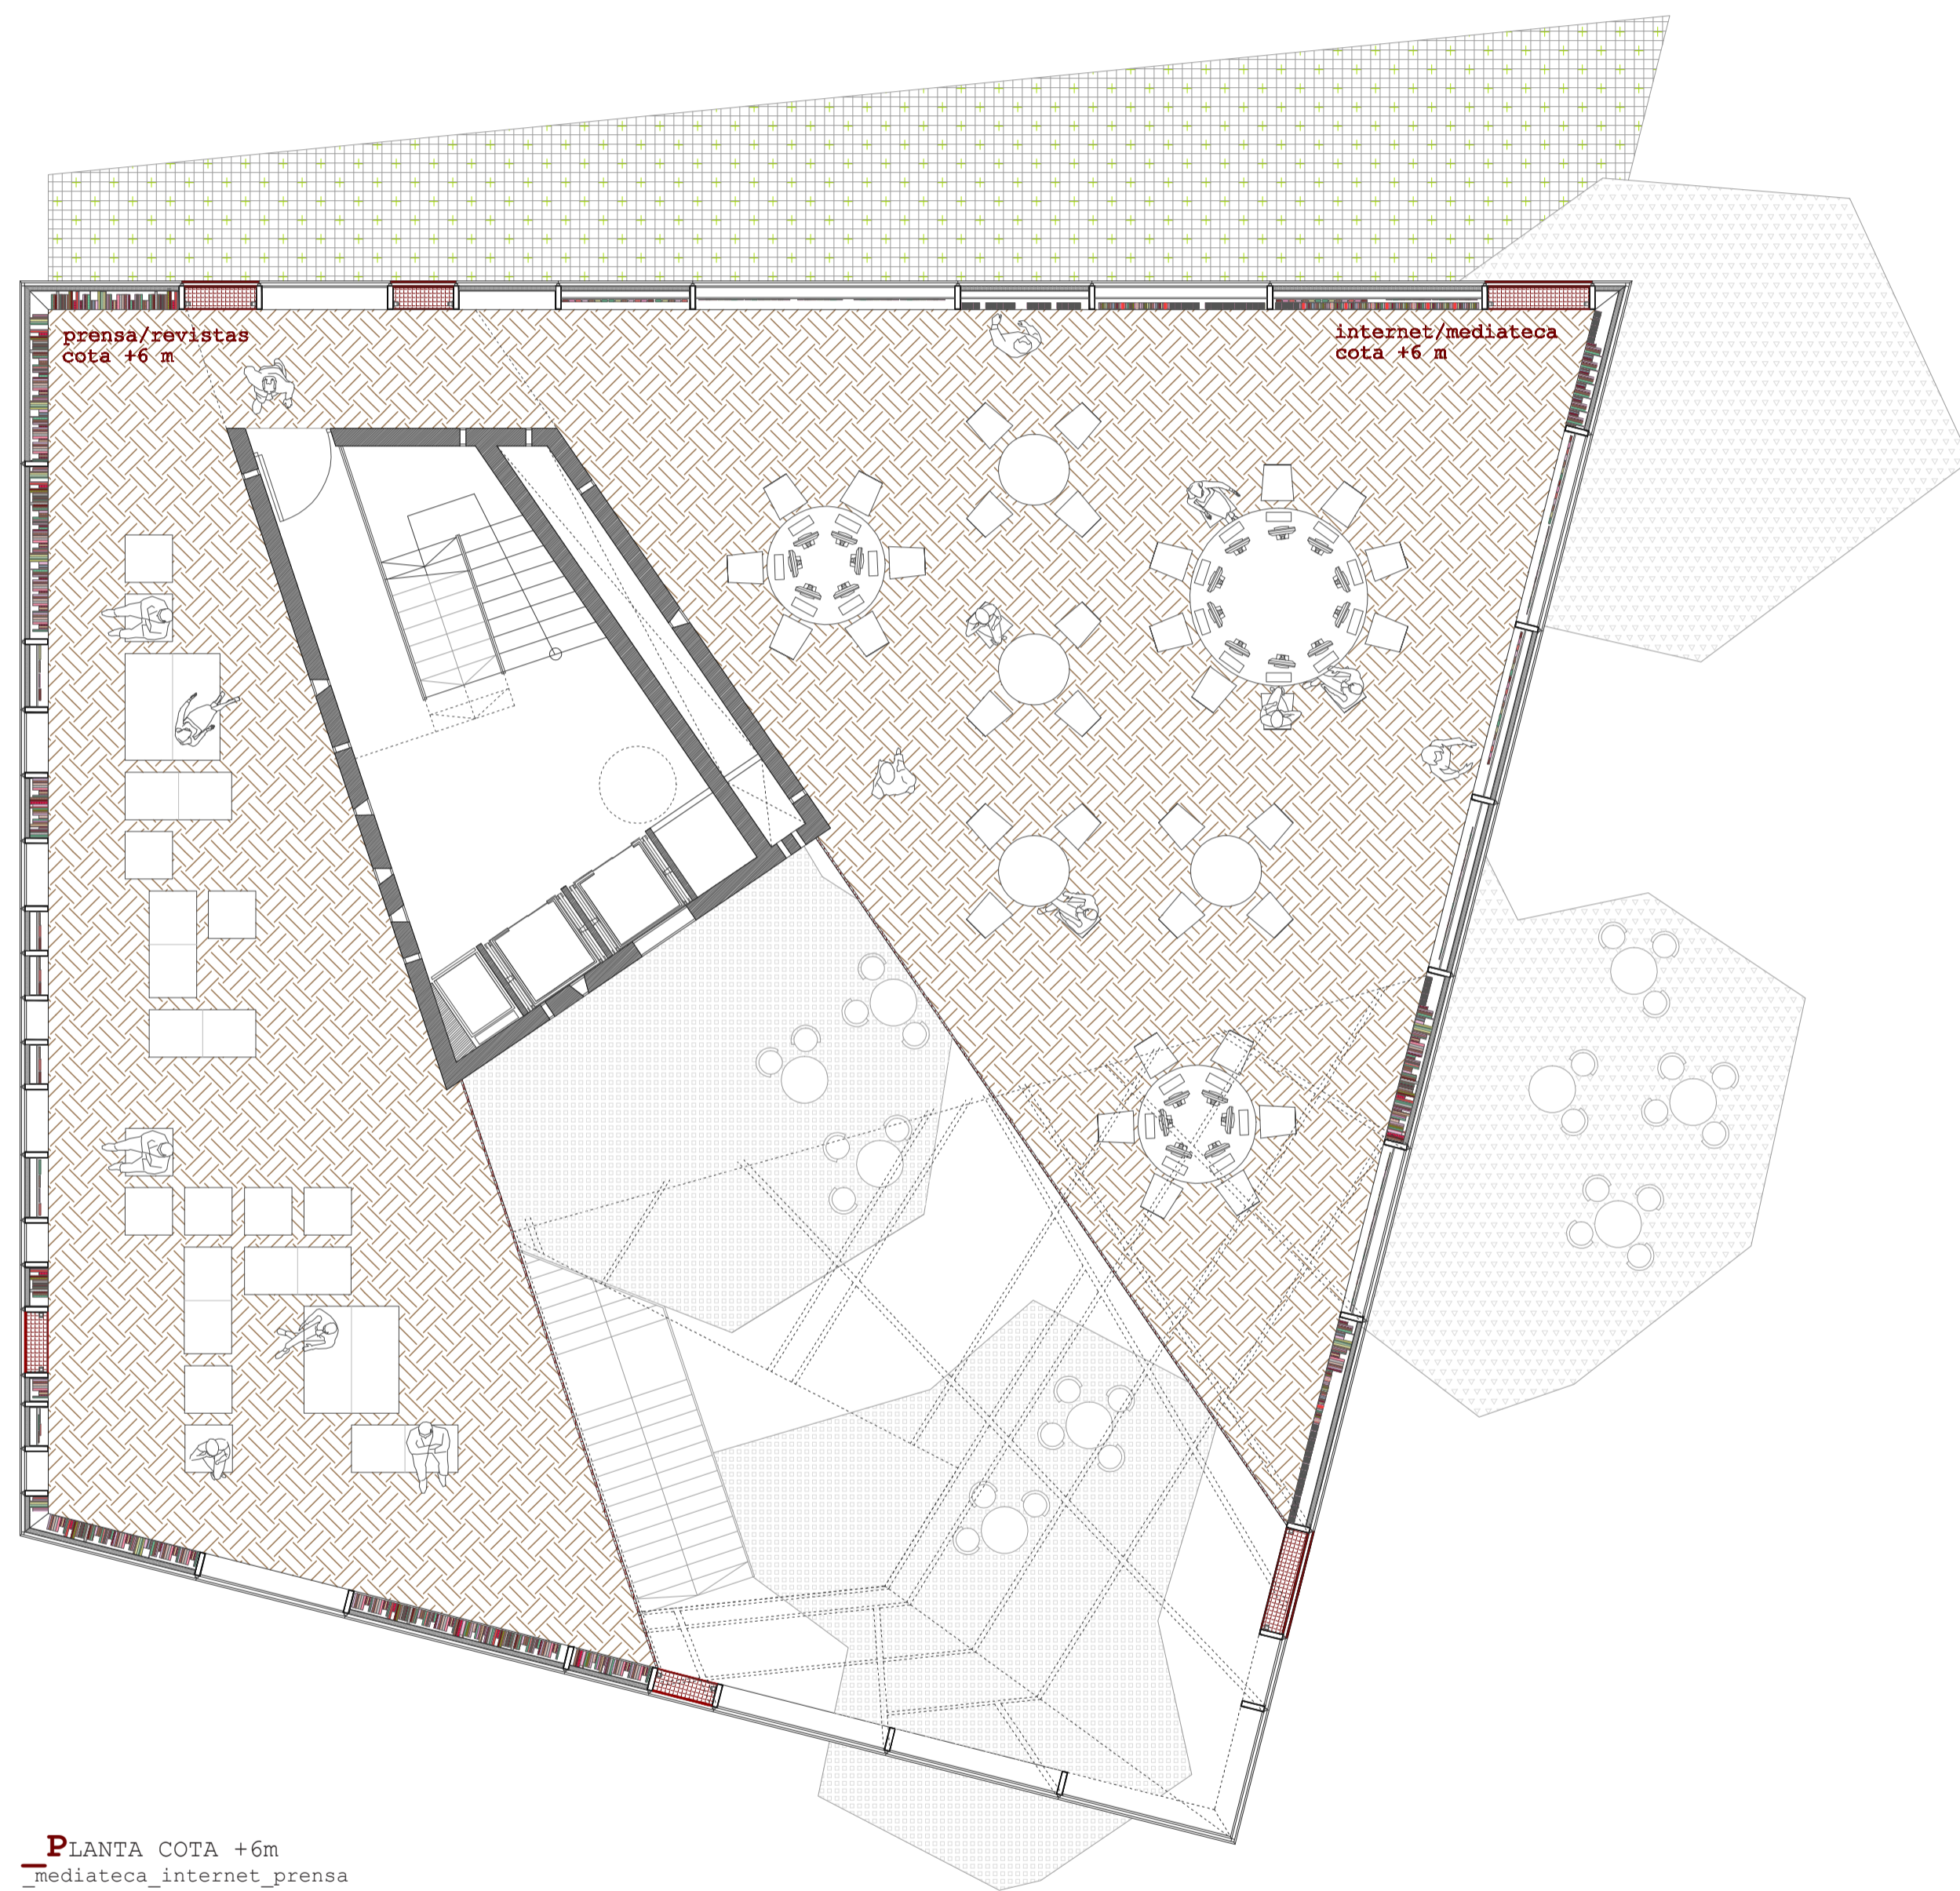 prensa/revistas
cota +6 m
internet/mediateca
cota +6 m
_PLANTA COTA +6m
_mediateca_internet_prensa